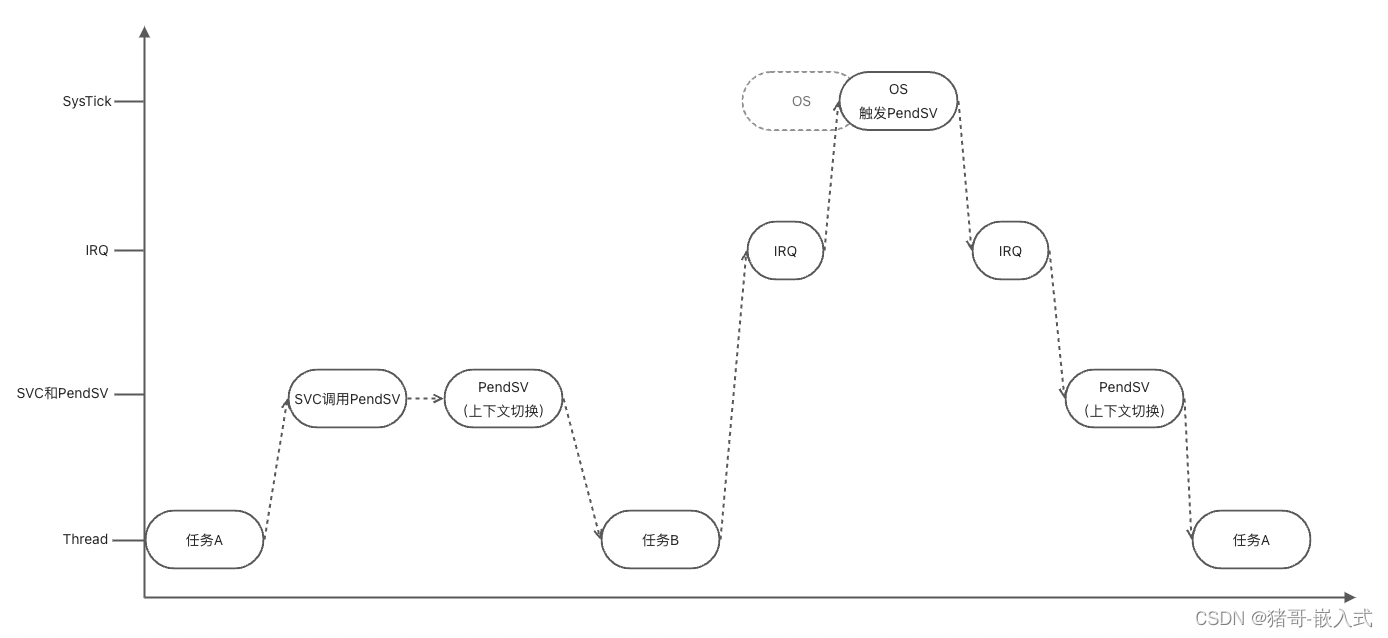 SysTick
OS
OS
触发PendSV
IRQ
IRQ
IRQ
SVC和PendSV
SVC调用PendSV
PendSV
(上下文切换)
PendSV
(上下文切换)
Thread
任务A
任务B
任务A
CSDN @猪哥-嵌入式